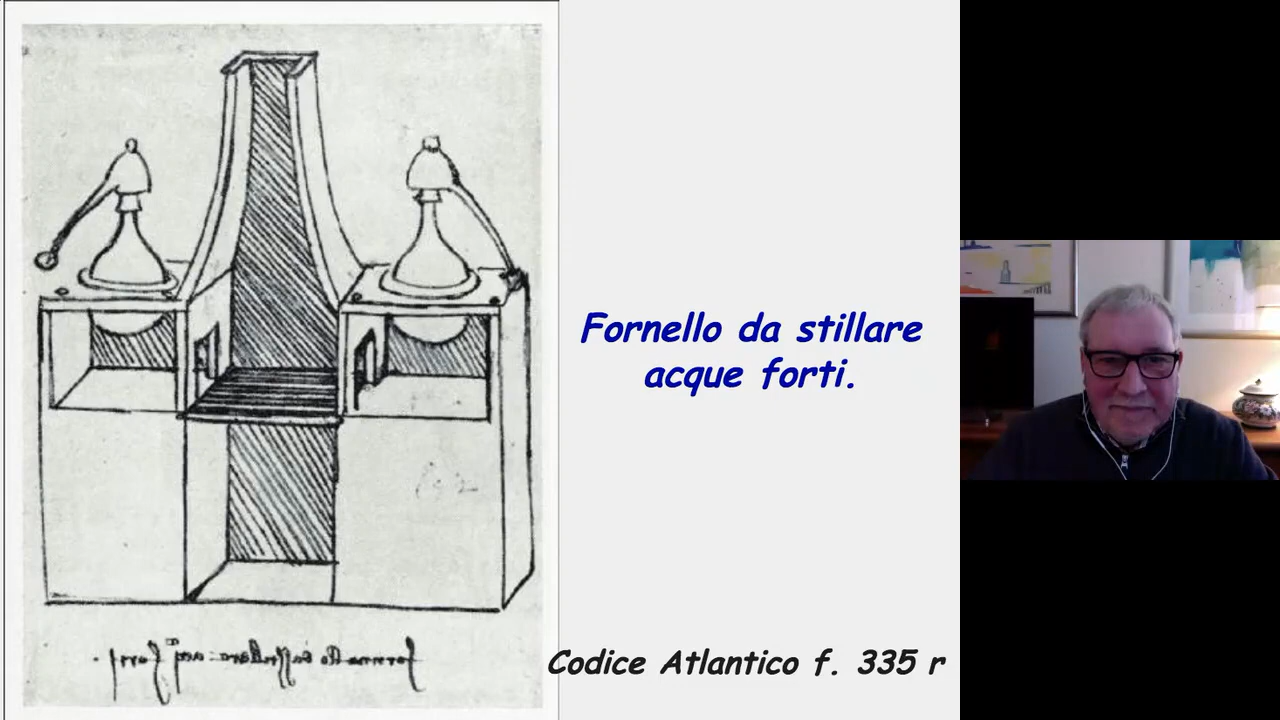 Fornello da stillare
acque forti.
Codice Atlantico f. 335 r